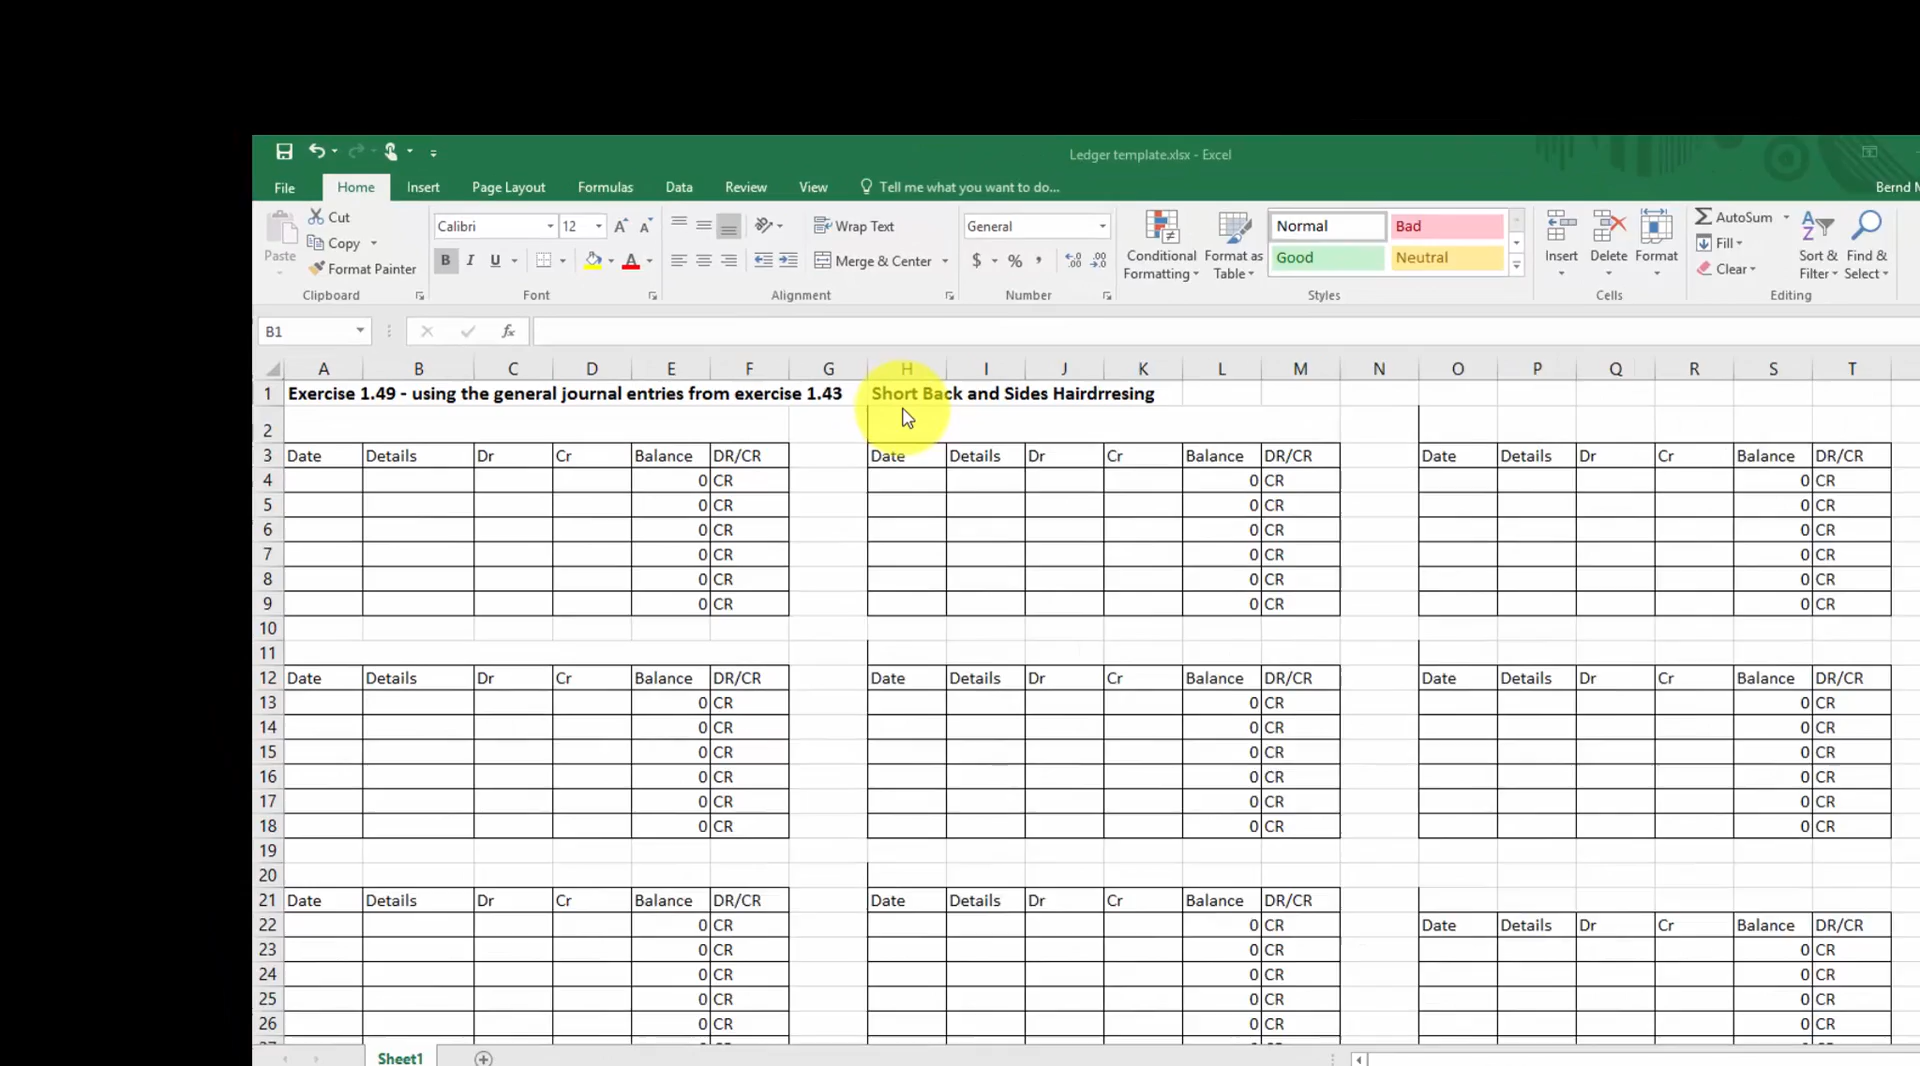 Ledger template.xlsx - Excel
File Home Insert Page Layout Formulas Data Review View Tell me what you want to do... Bernd M
Paste Cut Copy Format Painter Clipboard
Calibri 12 B I U A Font
Wrap Text Merge & Center Alignment
General $ % , Number
Conditional Formatting Format as Table Normal Bad Good Neutral Styles
Insert Delete Format Cells
AutoSum Fill Clear Sort & Filter Find & Select Editing
B1 fx
A B C D E F G H I J K L M N O P Q R S T
1 Exercise 1.49 - using the general journal entries from exercise 1.43 Short Back and Sides Hairdrresing
2
3 Date Details Dr Cr Balance DR/CR Date Details Dr Cr Balance DR/CR Date Details Dr Cr Balance DR/CR
4 0 CR 0 CR 0 CR
5 0 CR 0 CR 0 CR
6 0 CR 0 CR 0 CR
7 0 CR 0 CR 0 CR
8 0 CR 0 CR 0 CR
9 0 CR 0 CR 0 CR
10
11
12 Date Details Dr Cr Balance DR/CR Date Details Dr Cr Balance DR/CR Date Details Dr Cr Balance DR/CR
13 0 CR 0 CR 0 CR
14 0 CR 0 CR 0 CR
15 0 CR 0 CR 0 CR
16 0 CR 0 CR 0 CR
17 0 CR 0 CR 0 CR
18 0 CR 0 CR 0 CR
19
20
21 Date Details Dr Cr Balance DR/CR Date Details Dr Cr Balance DR/CR
22 0 CR 0 CR Date Details Dr Cr Balance DR/CR
23 0 CR 0 CR 0 CR
24 0 CR 0 CR 0 CR
25 0 CR 0 CR 0 CR
26 0 CR 0 CR 0 CR
Sheet1